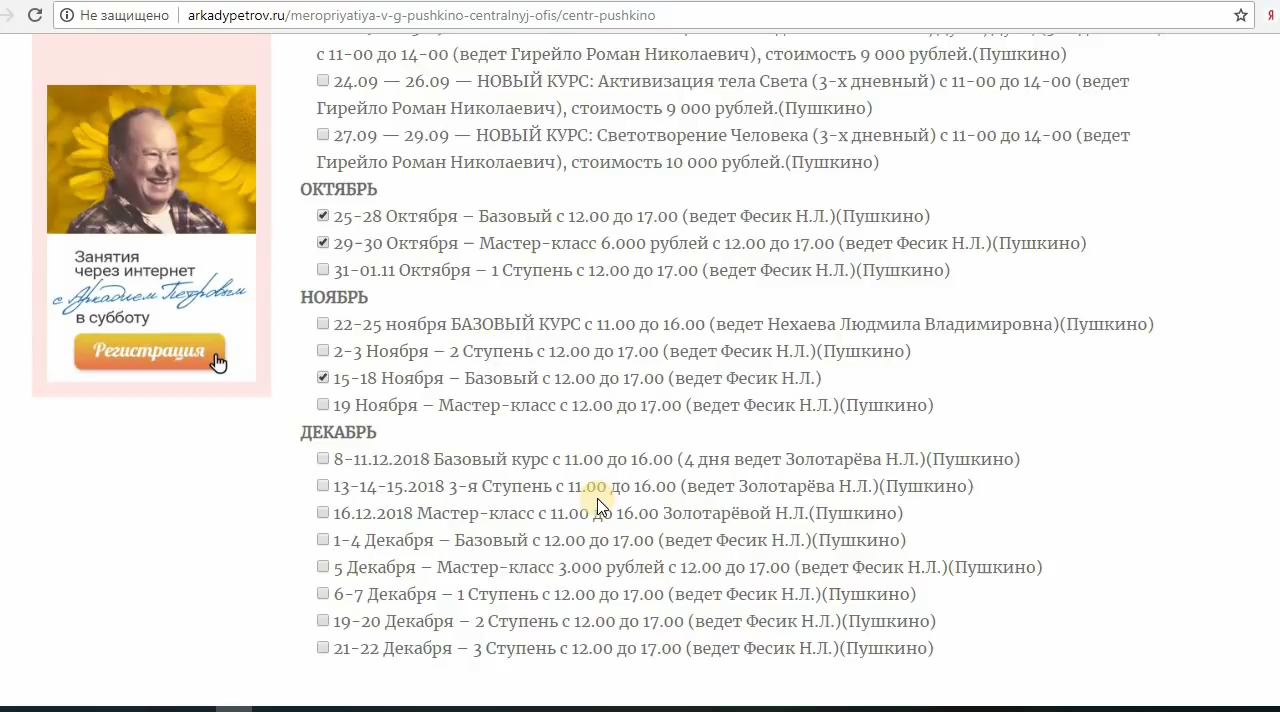 Не защищено
arkadypetrov.ru/meropriyatiya-v-g-pushkino-centralnyj-ofis/centr-pushkino
Я
с 11-00 до 14-00 (ведет Гирейло Роман Николаевич), стоимость 9 000 рублей.(Пушкино)
24.09 — 26.09 — НОВЫЙ КУРС: Активизация тела Света (3-х дневный) с 11-00 до 14-00 (ведет
Гирейло Роман Николаевич), стоимость 9 000 рублей.(Пушкино)
27.09 — 29.09 — НОВЫЙ КУРС: Светотворение Человека (3-х дневный) с 11-00 до 14-00 (ведет
Гирейло Роман Николаевич), стоимость 10 000 рублей.(Пушкино)
ОКТЯБРЬ
25-28 Октября – Базовый с 12.00 до 17.00 (ведет Фесик Н.Л.)(Пушкино)
29-30 Октября – Мастер-класс 6.000 рублей с 12.00 до 17.00 (ведет Фесик Н.Л.)(Пушкино)
31-01.11 Октября – 1 Ступень с 12.00 до 17.00 (ведет Фесик Н.Л.)(Пушкино)
НОЯБРЬ
22-25 ноября БАЗОВЫЙ КУРС с 11.00 до 16.00 (ведет Нехаева Людмила Владимировна)(Пушкино)
2-3 Ноября – 2 Ступень с 12.00 до 17.00 (ведет Фесик Н.Л.)(Пушкино)
15-18 Ноября – Базовый с 12.00 до 17.00 (ведет Фесик Н.Л.)
19 Ноября – Мастер-класс с 12.00 до 17.00 (ведет Фесик Н.Л.)(Пушкино)
ДЕКАБРЬ
8-11.12.2018 Базовый курс с 11.00 до 16.00 (4 дня ведет Золотарёва Н.Л.)(Пушкино)
13-14-15.2018 3-я Ступень с 11.00 до 16.00 (ведет Золотарёва Н.Л.)(Пушкино)
16.12.2018 Мастер-класс с 11.00 до 16.00 Золотарёвой Н.Л.(Пушкино)
1-4 Декабря – Базовый с 12.00 до 17.00 (ведет Фесик Н.Л.)(Пушкино)
5 Декабря – Мастер-класс 3.000 рублей с 12.00 до 17.00 (ведет Фесик Н.Л.)(Пушкино)
6-7 Декабря – 1 Ступень с 12.00 до 17.00 (ведет Фесик Н.Л.)(Пушкино)
19-20 Декабря – 2 Ступень с 12.00 до 17.00 (ведет Фесик Н.Л.)(Пушкино)
21-22 Декабря – 3 Ступень с 12.00 до 17.00 (ведет Фесик Н.Л.)(Пушкино)
Занятия
через интернет
с Аркадием Петровым
в субботу
Регистрация